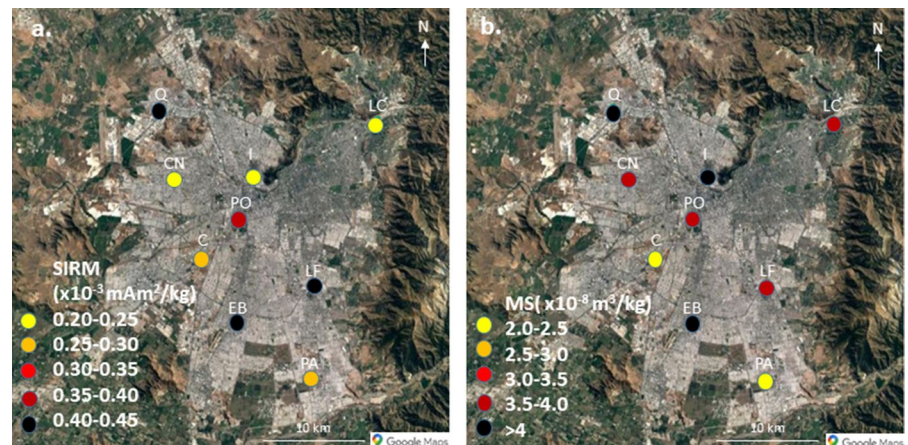 a.
N
Q
LC
CN
I
PO
C
LF
EB
PA
SIRM
(x10⁻³ mAm²/kg)
0.20-0.25
0.25-0.30
0.30-0.35
0.35-0.40
0.40-0.45
10 km
Google Maps
b.
N
Q
LC
CN
I
PO
C
LF
EB
PA
MS( x10⁻⁸ m³/kg)
2.0-2.5
2.5-3.0
3.0-3.5
3.5-4.0
>4
10 km
Google Maps